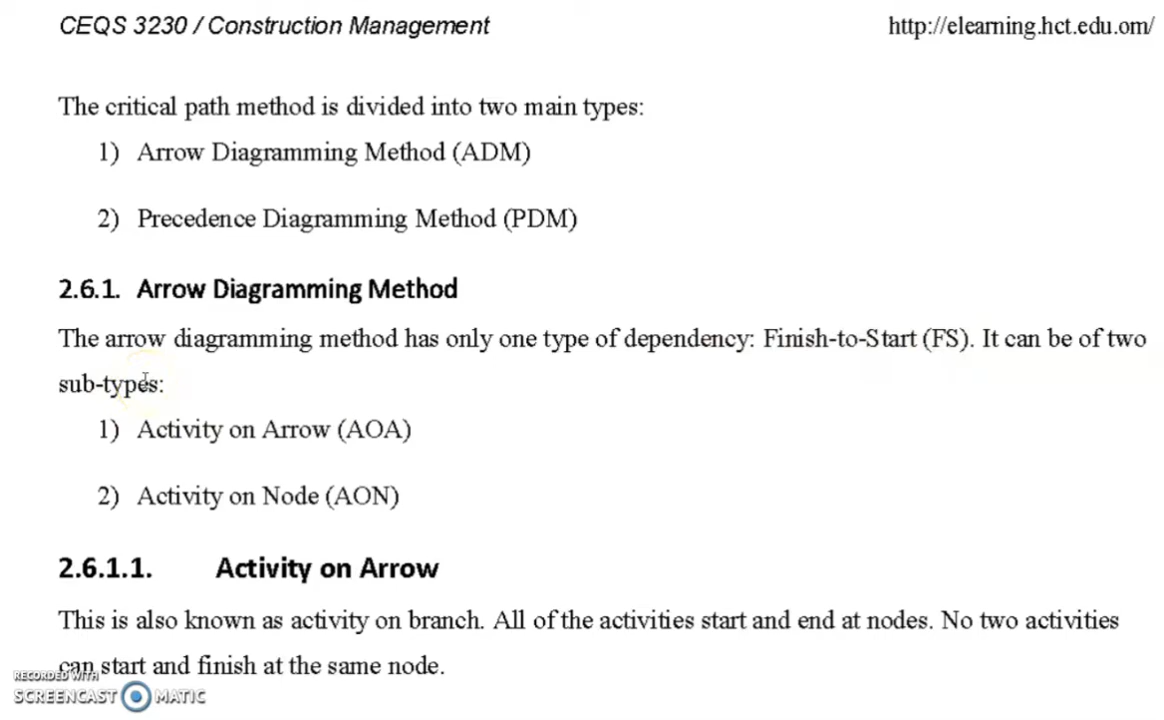 CEQS 3230 / Construction Management http://elearning.hct.edu.om/
The critical path method is divided into two main types:
1) Arrow Diagramming Method (ADM)
2) Precedence Diagramming Method (PDM)
2.6.1. Arrow Diagramming Method
The arrow diagramming method has only one type of dependency: Finish-to-Start (FS). It can be of two
sub-types:
1) Activity on Arrow (AOA)
2) Activity on Node (AON)
2.6.1.1. Activity on Arrow
This is also known as activity on branch. All of the activities start and end at nodes. No two activities
can start and finish at the same node.
RECORDED WITH
SCREENCAST MATIC